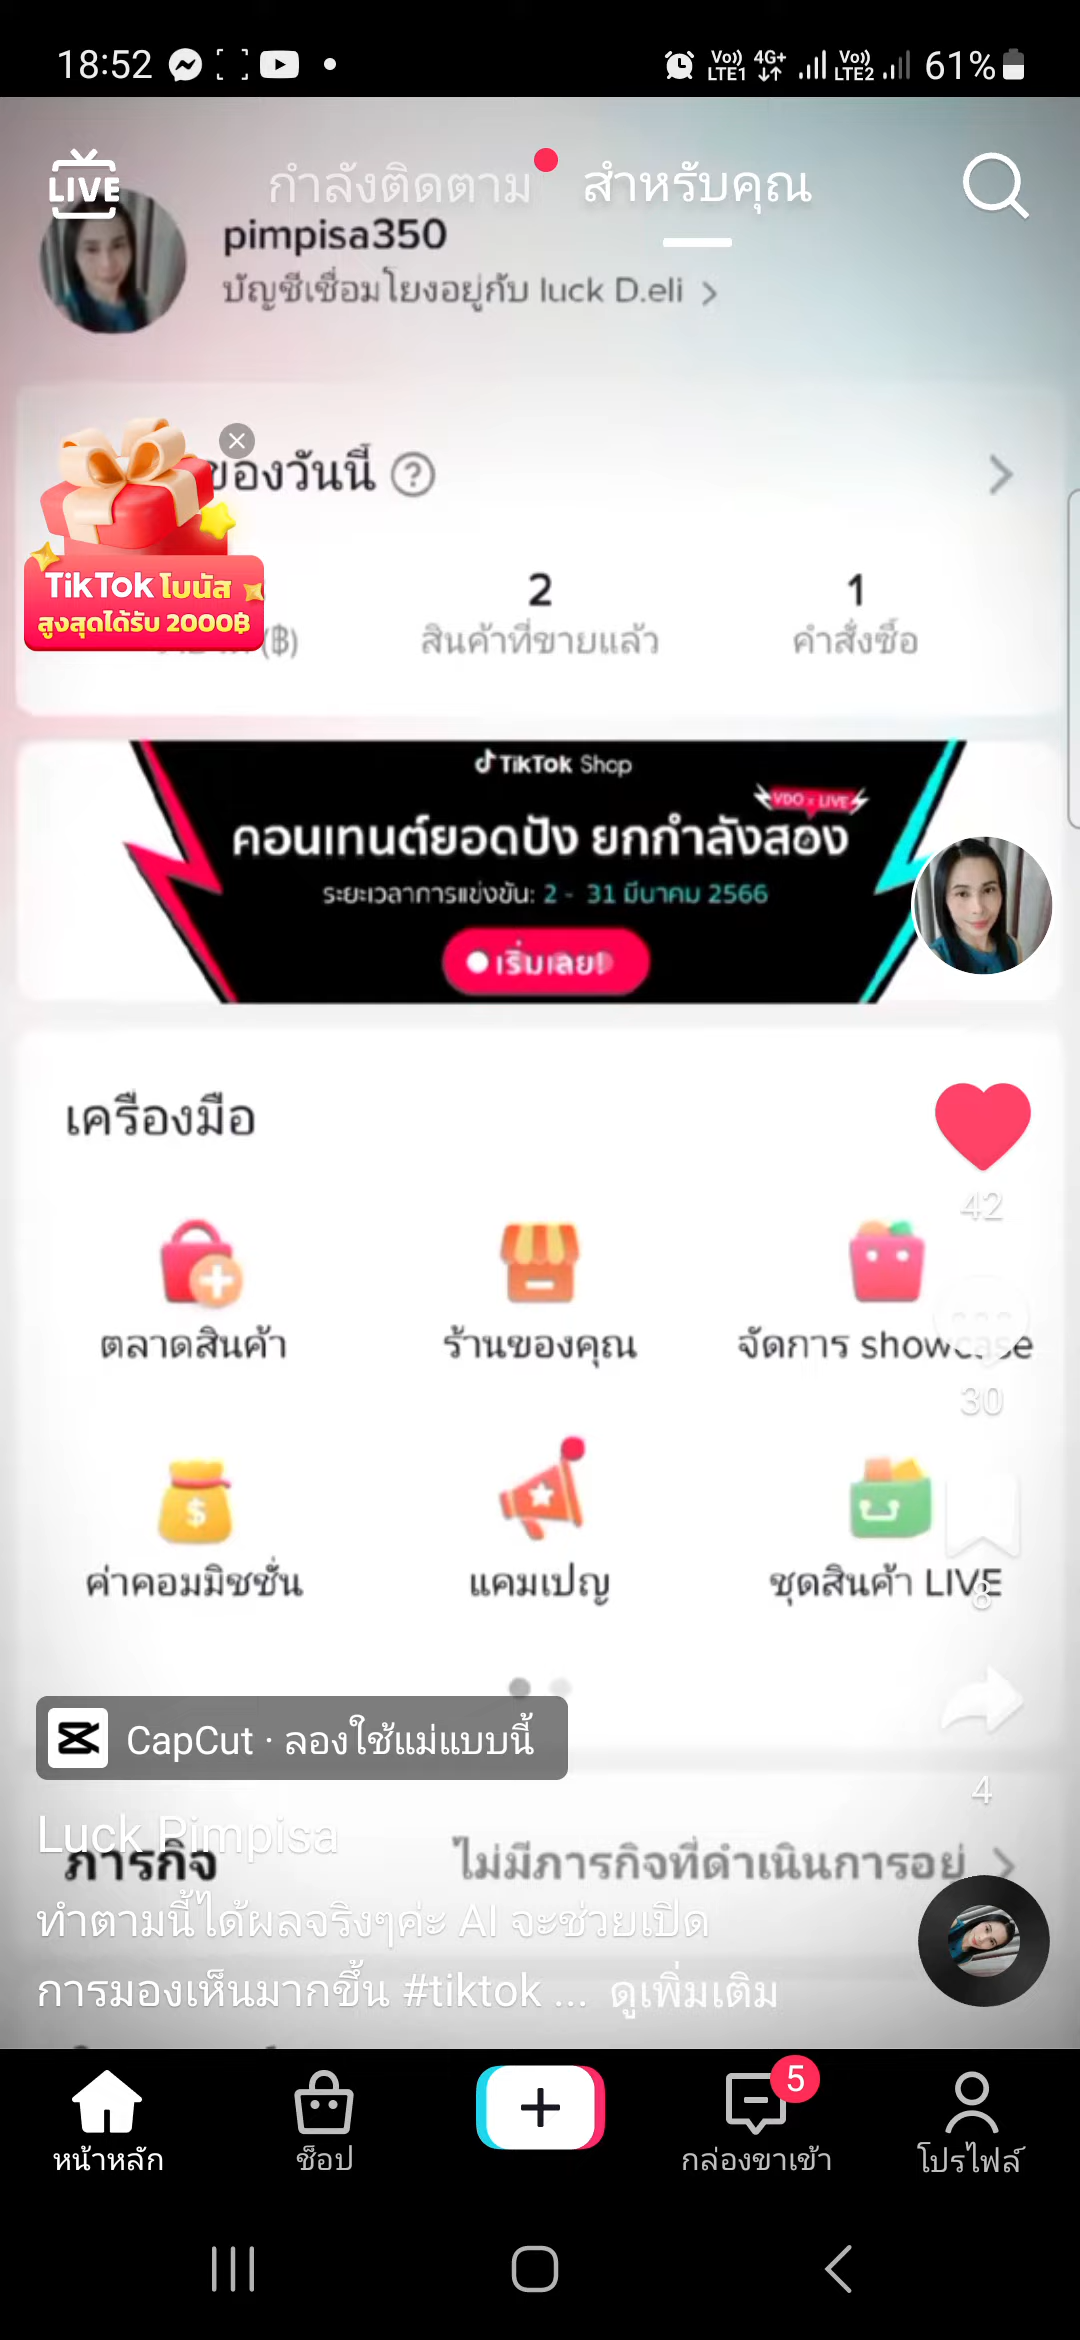 18:52
Vo)) LTE1 4G+ Vo)) LTE2 61%
LIVE
กำลังติดตาม
สำหรับคุณ
pimpisa350
บัญชีเชื่อมโยงอยู่กับ luck D.eli
ของวันนี้
TikTok โบนัส
สูงสุดได้รับ 2000฿
(฿)
2
สินค้าที่ขายแล้ว
1
คำสั่งซื้อ
TikTok Shop
VDO x LIVE
คอนเทนต์ยอดปัง ยกกำลังสอง
ระยะเวลาการแข่งขัน: 2 - 31 มีนาคม 2566
เริ่มเลย!
เครื่องมือ
42
ตลาดสินค้า
ร้านของคุณ
จัดการ showcase
30
ค่าคอมมิชชั่น
แคมเปญ
ชุดสินค้า LIVE
8
CapCut · ลองใช้แม่แบบนี้
4
Luck Pimpisa
ภารกิจ
ไม่มีภารกิจที่ดำเนินการอยู่
ทำตามนี้ได้ผลจริงๆค่ะ AI จะช่วยเปิด
การมองเห็นมากขึ้น #tiktok ... ดูเพิ่มเติม
หน้าหลัก
ช็อป
5
กล่องขาเข้า
โปรไฟล์